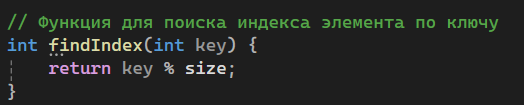 // Функция для поиска индекса элемента по ключу
int findIndex(int key) {
    return key % size;
}